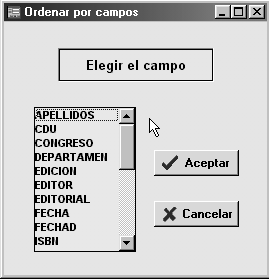 Ordenar por campos
Elegir el campo
APELLIDOS
CDU
CONGRESO
DEPARTAMEN
EDICION
EDITOR
EDITORIAL
FECHA
FECHAD
ISBN
Aceptar
Cancelar